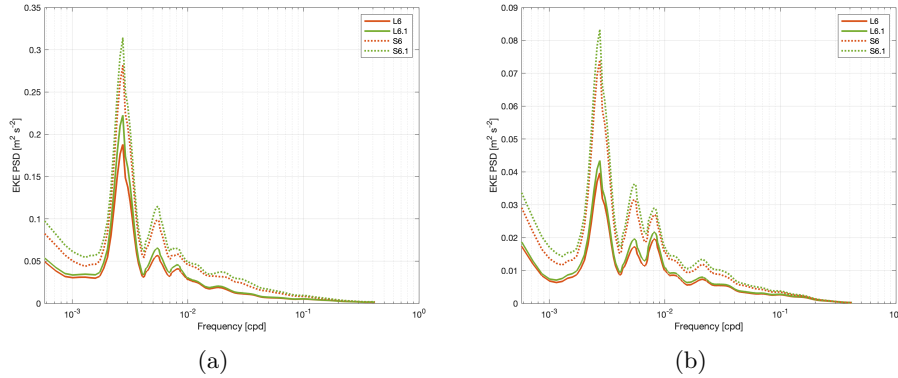 0.35
0.3
0.25
0.2
0.15
0.1
0.05
0
EKE PSD [m² s⁻²]
10⁻³ 10⁻² 10⁻¹ 10⁰
Frequency [cpd]
L6
L6.1
S6
S6.1
(a)
0.09
0.08
0.07
0.06
0.05
0.04
0.03
0.02
0.01
0
EKE PSD [m² s⁻²]
10⁻³ 10⁻² 10⁻¹ 10⁰
Frequency [cpd]
L6
L6.1
S6
S6.1
(b)